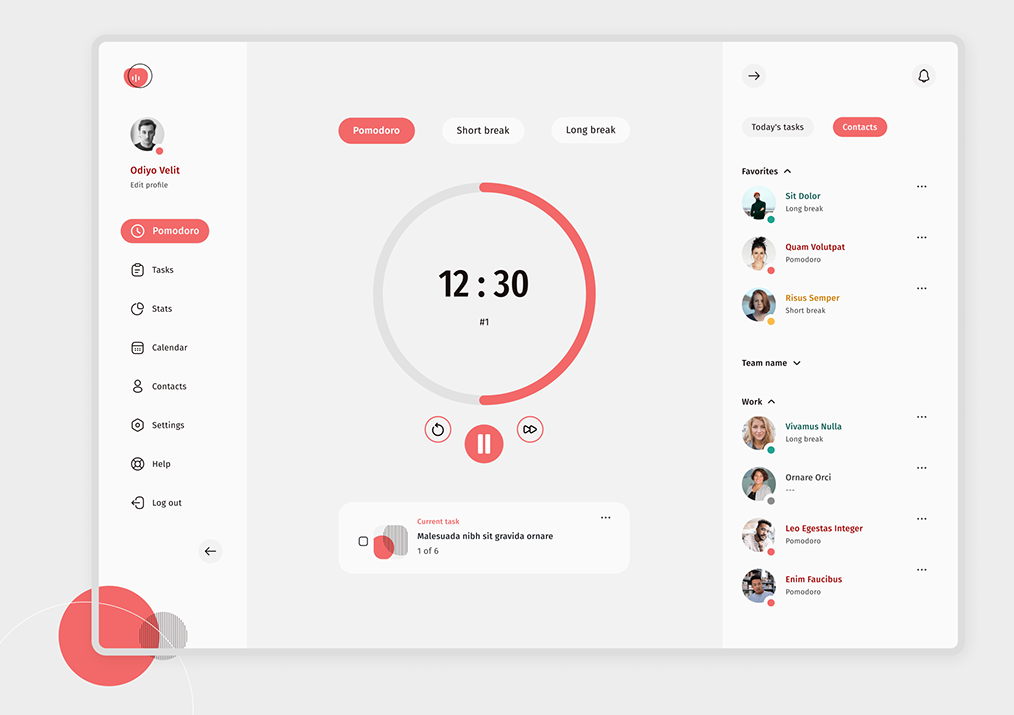 Odiyo Velit
Edit profile
Pomodoro
Tasks
Stats
Calendar
Contacts
Settings
Help
Log out
Pomodoro
Short break
Long break
12 : 30
#1
Current task
Malesuada nibh sit gravida ornare
1 of 6
Today's tasks
Contacts
Favorites
Sit Dolor
Long break
Quam Volutpat
Pomodoro
Risus Semper
Short break
Team name
Work
Vivamus Nulla
Long break
Ornare Orci
---
Leo Egestas Integer
Pomodoro
Enim Faucibus
Pomodoro